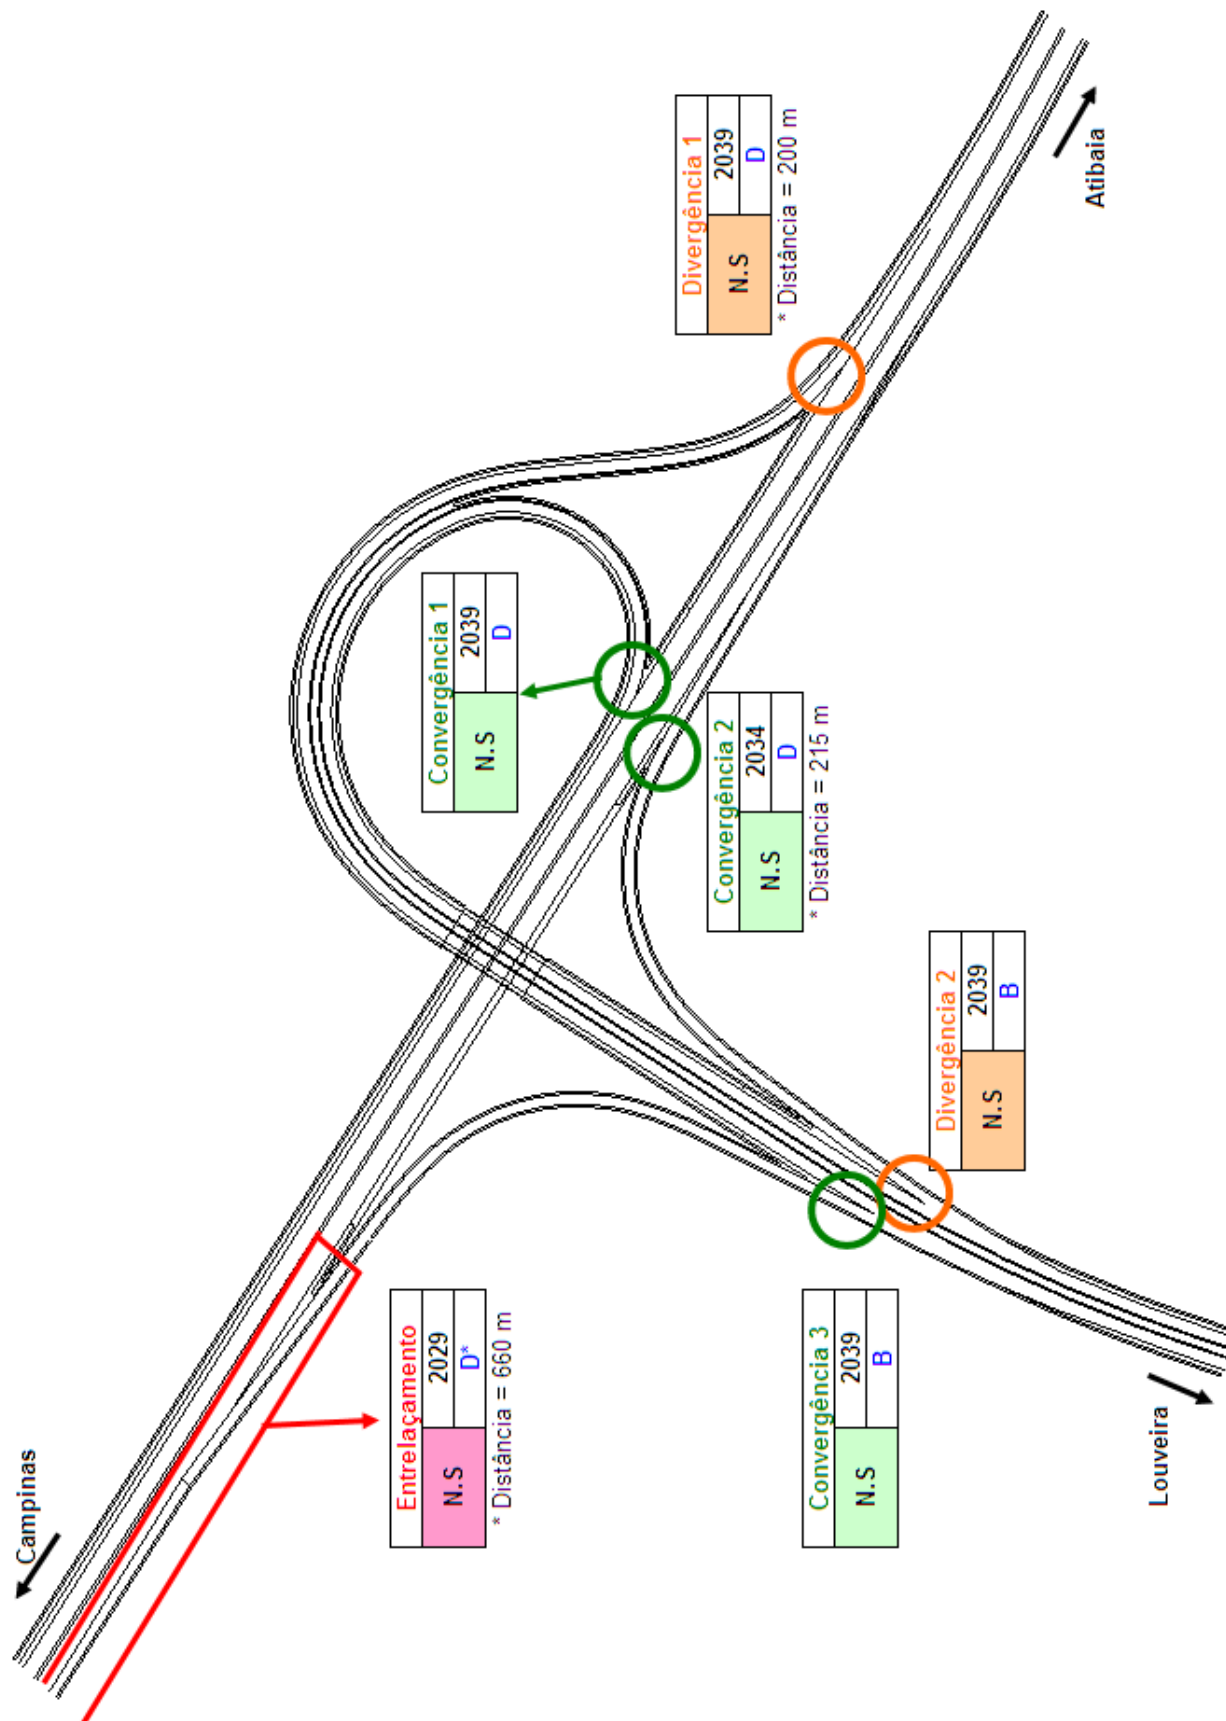 Campinas
Entrelaçamento
N.S
2029
D*
* Distância = 660 m
Convergência 1
N.S
2039
D
Divergência 1
N.S
2039
D
* Distância = 200 m
Atibaia
Convergência 2
N.S
2034
D
* Distância = 215 m
Convergência 3
N.S
2039
B
Divergência 2
N.S
2039
B
Louveira